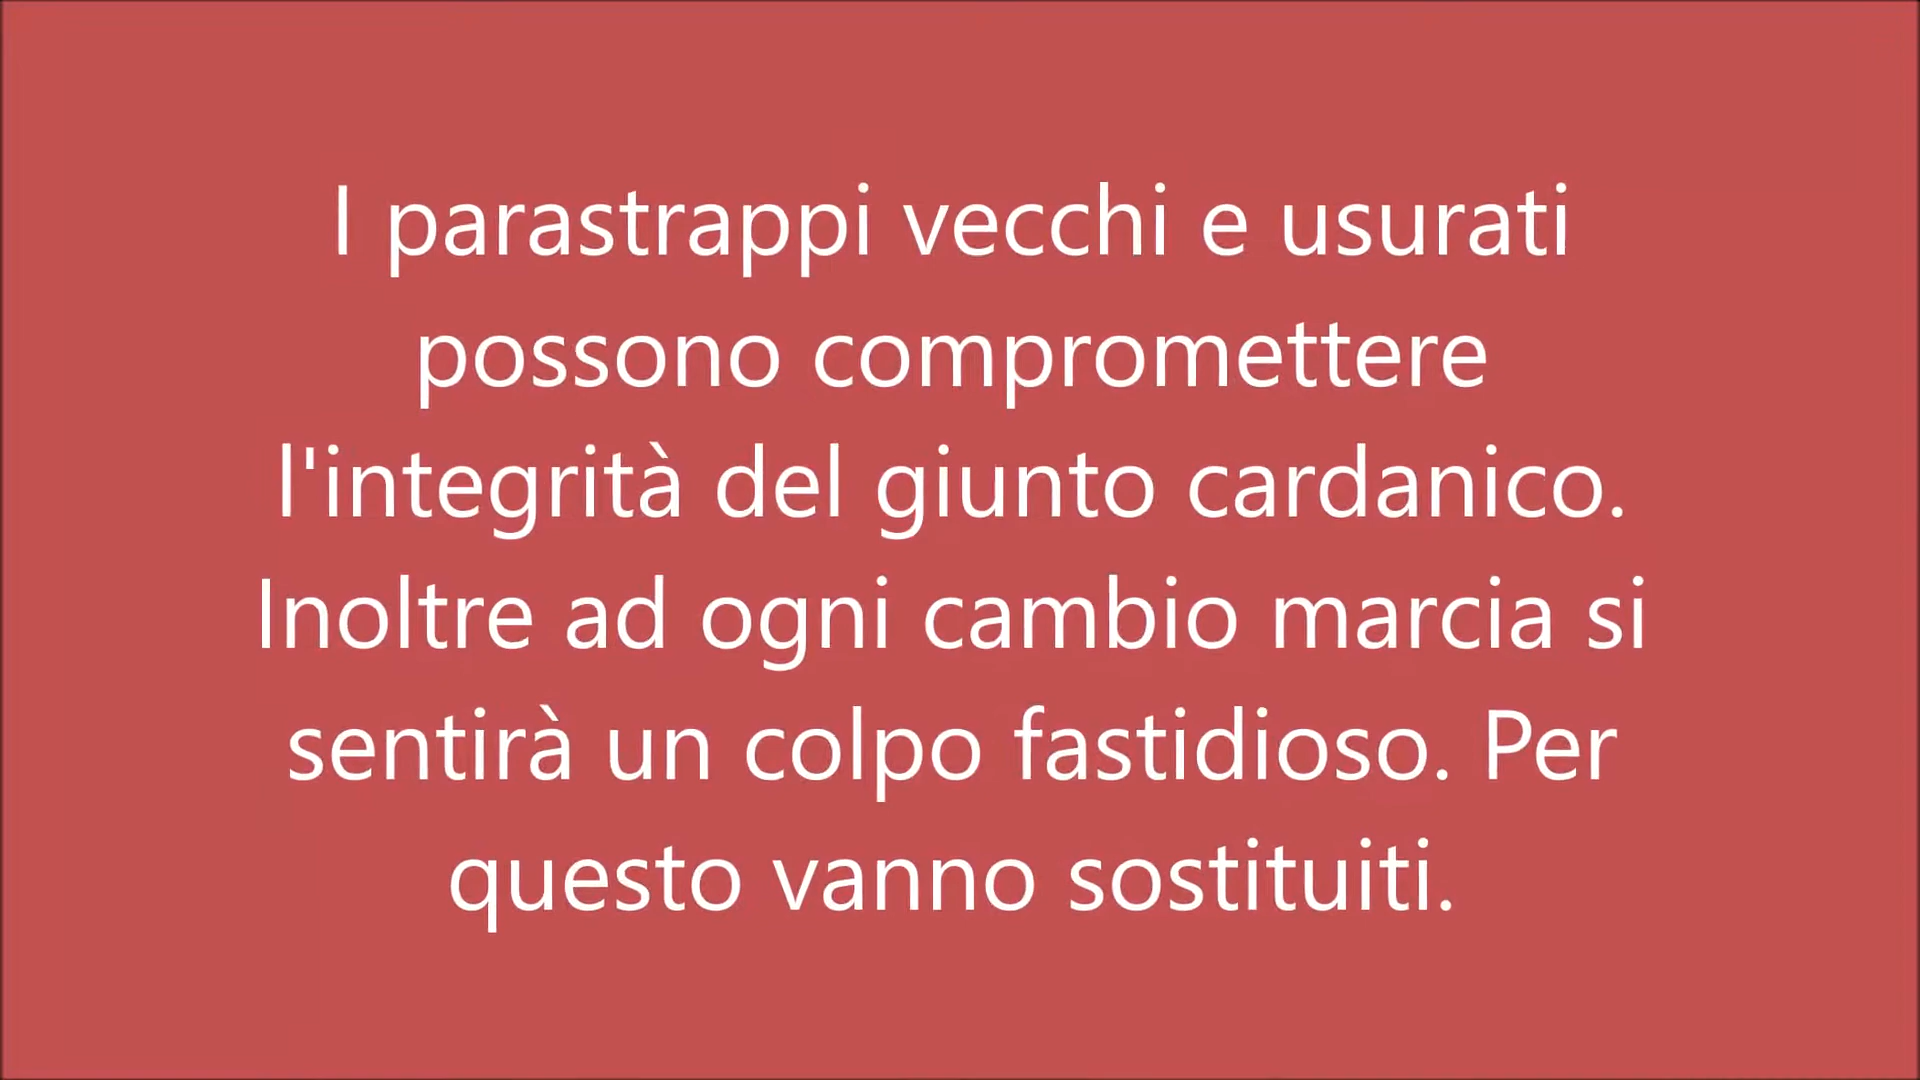 I parastrappi vecchi e usurati
possono compromettere
l'integrità del giunto cardanico.
Inoltre ad ogni cambio marcia si
sentirà un colpo fastidioso. Per
questo vanno sostituiti.